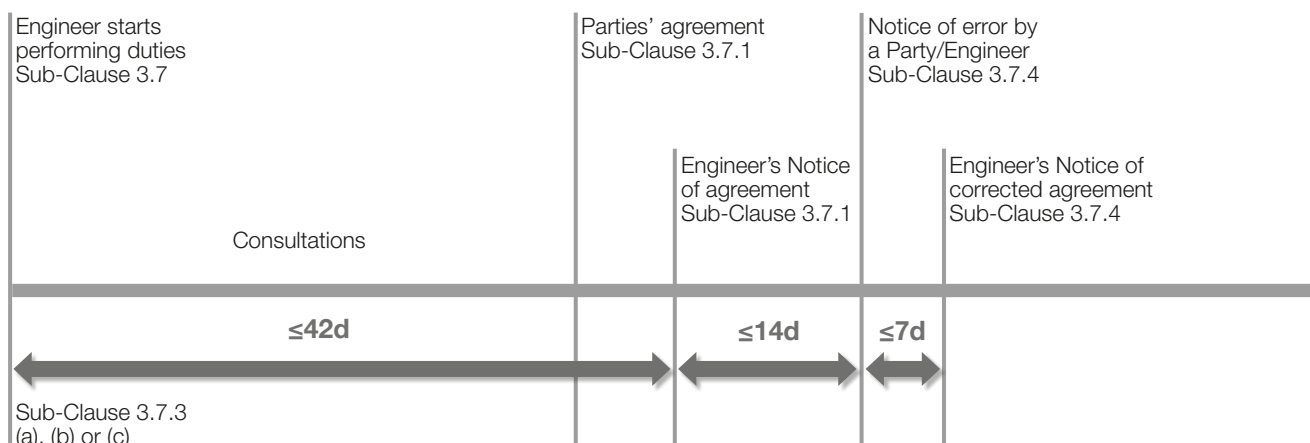 Engineer starts
performing duties
Sub-Clause 3.7
Parties’ agreement
Sub-Clause 3.7.1
Notice of error by
a Party/Engineer
Sub-Clause 3.7.4
Engineer’s Notice
of agreement
Sub-Clause 3.7.1
Engineer’s Notice of
corrected agreement
Sub-Clause 3.7.4
Consultations
≤42d
≤14d
≤7d
Sub-Clause 3.7.3
(a), (b) or (c)